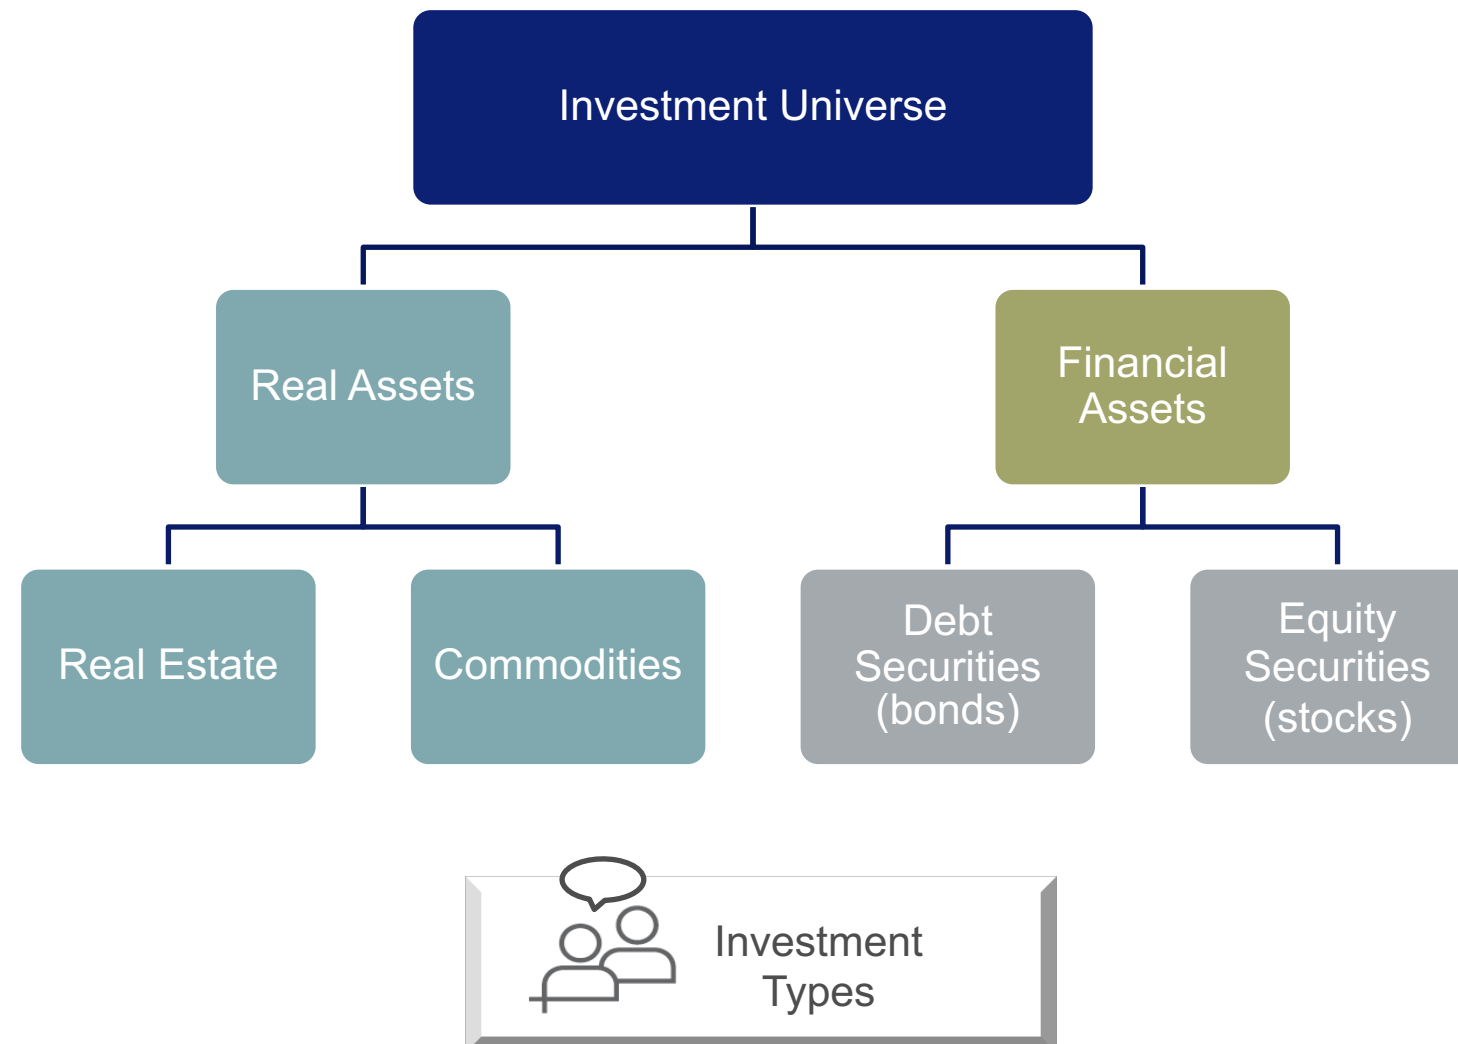 Investment Universe
Real Assets
Financial
Assets
Real Estate
Commodities
Debt
Securities
(bonds)
Equity
Securities
(stocks)
Investment
Types